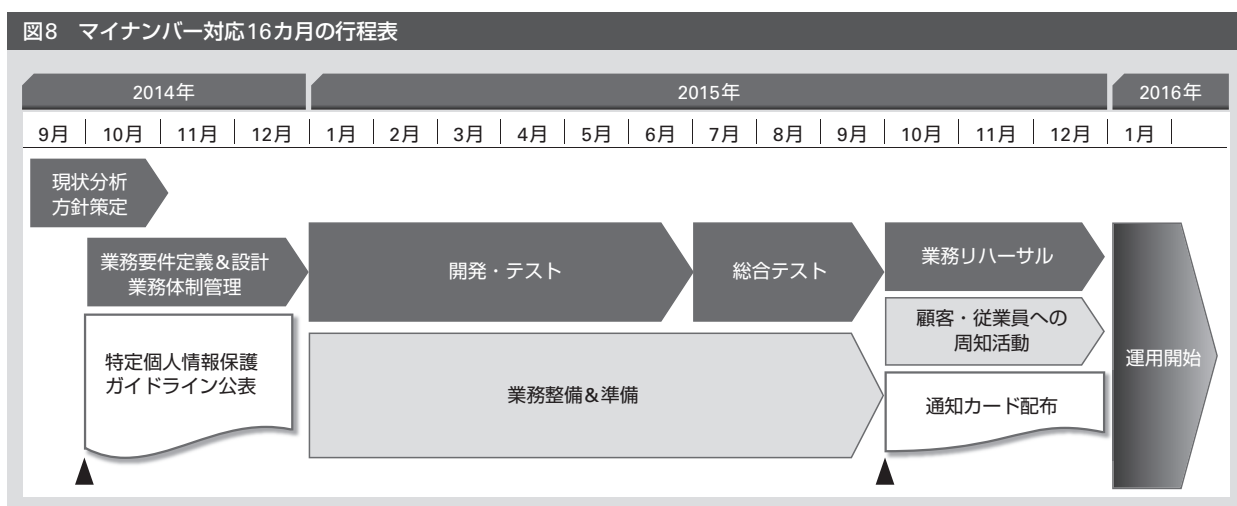 図8　マイナンバー対応16カ月の行程表
2014年 2015年 2016年
9月 10月 11月 12月 1月 2月 3月 4月 5月 6月 7月 8月 9月 10月 11月 12月 1月
現状分析
方針策定
業務要件定義&設計
業務体制管理
開発・テスト
総合テスト
業務リハーサル
特定個人情報保護
ガイドライン公表
業務整備&準備
顧客・従業員への
周知活動
通知カード配布
運用開始